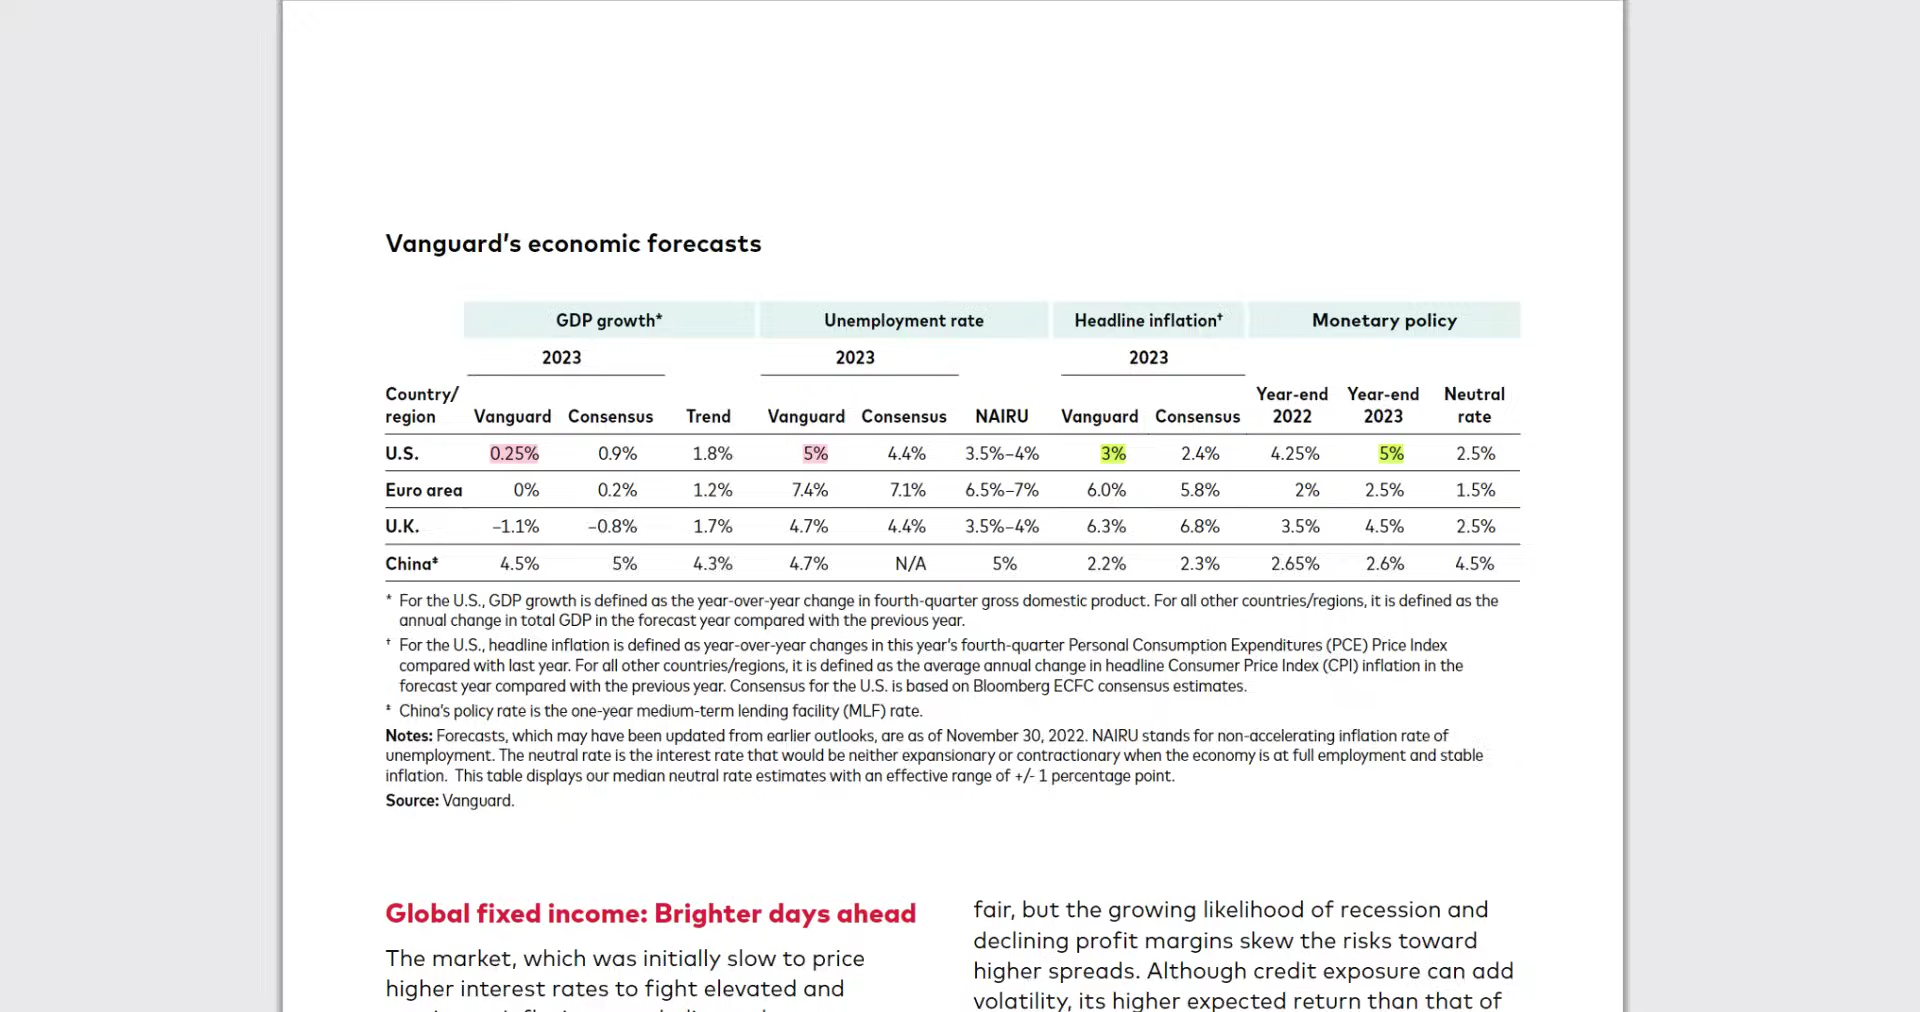 Vanguard's economic forecasts
GDP growth* Unemployment rate Headline inflation† Monetary policy
2023 2023 2023
Country/ Year-end Year-end Neutral
region Vanguard Consensus Trend Vanguard Consensus NAIRU Vanguard Consensus 2022 2023 rate
U.S. 0.25% 0.9% 1.8% 5% 4.4% 3.5%–4% 3% 2.4% 4.25% 5% 2.5%
Euro area 0% 0.2% 1.2% 7.4% 7.1% 6.5%–7% 6.0% 5.8% 2% 2.5% 1.5%
U.K. –1.1% –0.8% 1.7% 4.7% 4.4% 3.5%–4% 6.3% 6.8% 3.5% 4.5% 2.5%
China‡ 4.5% 5% 4.3% 4.7% N/A 5% 2.2% 2.3% 2.65% 2.6% 4.5%
* For the U.S., GDP growth is defined as the year-over-year change in fourth-quarter gross domestic product. For all other countries/regions, it is defined as the
annual change in total GDP in the forecast year compared with the previous year.
† For the U.S., headline inflation is defined as year-over-year changes in this year's fourth-quarter Personal Consumption Expenditures (PCE) Price Index
compared with last year. For all other countries/regions, it is defined as the average annual change in headline Consumer Price Index (CPI) inflation in the
forecast year compared with the previous year. Consensus for the U.S. is based on Bloomberg ECFC consensus estimates.
‡ China's policy rate is the one-year medium-term lending facility (MLF) rate.
Notes: Forecasts, which may have been updated from earlier outlooks, are as of November 30, 2022. NAIRU stands for non-accelerating inflation rate of
unemployment. The neutral rate is the interest rate that would be neither expansionary or contractionary when the economy is at full employment and stable
inflation. This table displays our median neutral rate estimates with an effective range of +/- 1 percentage point.
Source: Vanguard.
Global fixed income: Brighter days ahead
The market, which was initially slow to price
higher interest rates to fight elevated and
fair, but the growing likelihood of recession and
declining profit margins skew the risks toward
higher spreads. Although credit exposure can add
volatility, its higher expected return than that of